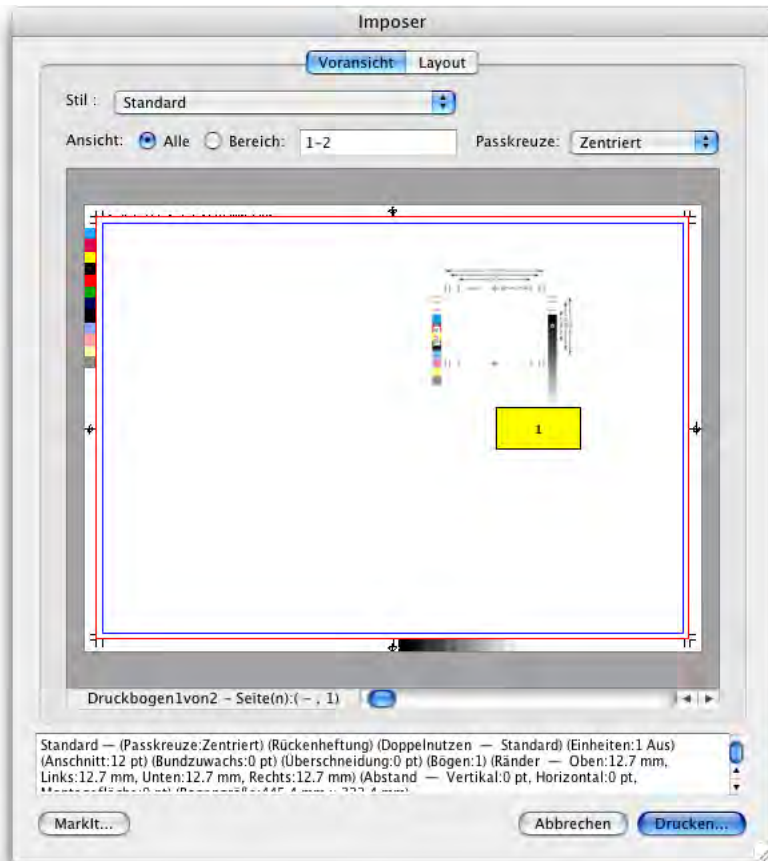 Imposer
Voransicht Layout
Stil : Standard
Ansicht: Alle Bereich: 1-2 Passkreuze: Zentriert
1
Druckbogen1von2 - Seite(n):( - , 1)
Standard — (Passkreuze:Zentriert) (Rückenheftung) (Doppelnutzen — Standard) (Einheiten:1 Aus)
(Anschnitt:12 pt) (Bundzuwachs:0 pt) (Überschneidung:0 pt) (Bögen:1) (Ränder — Oben:12.7 mm,
Links:12.7 mm, Unten:12.7 mm, Rechts:12.7 mm) (Abstand — Vertikal:0 pt, Horizontal:0 pt,
MarkIt... Abbrechen Drucken...